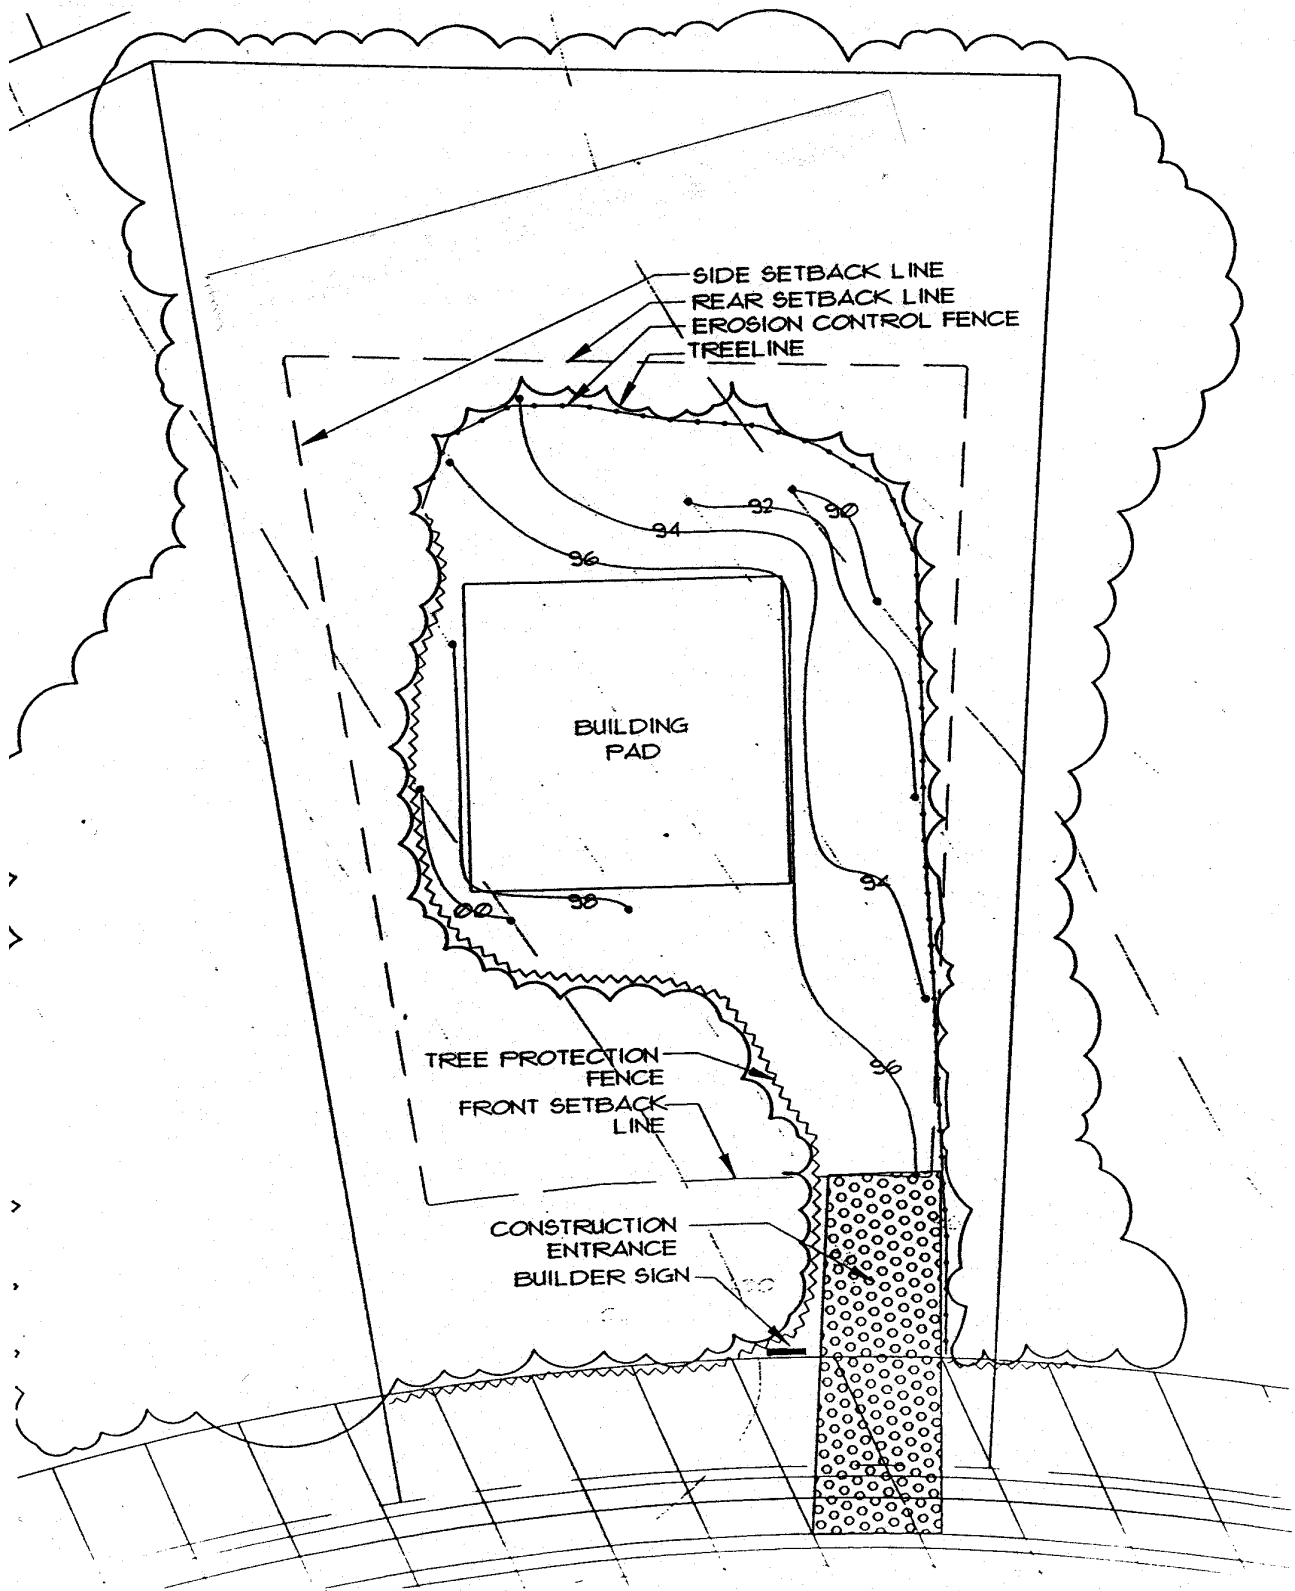 SIDE SETBACK LINE
REAR SETBACK LINE
EROSION CONTROL FENCE
TREELINE
92
90
94
96
BUILDING
PAD
94
98
00
TREE PROTECTION
FENCE
96
FRONT SETBACK
LINE
CONSTRUCTION
ENTRANCE
BUILDER SIGN